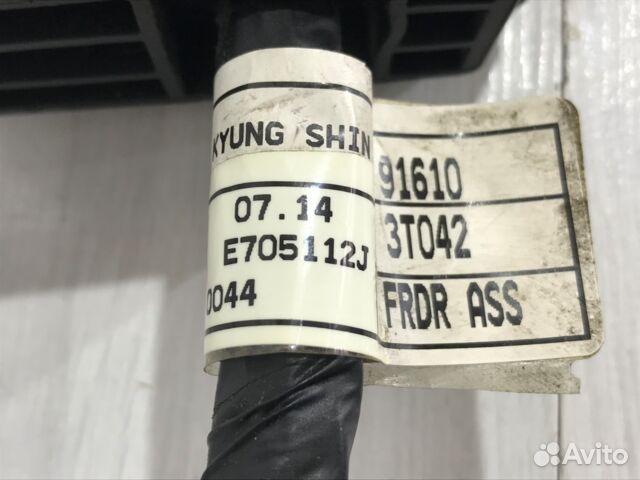 KYUNG SHIN
07.14
E705112J
0044
91610
3T042
FRDR ASS
Avito